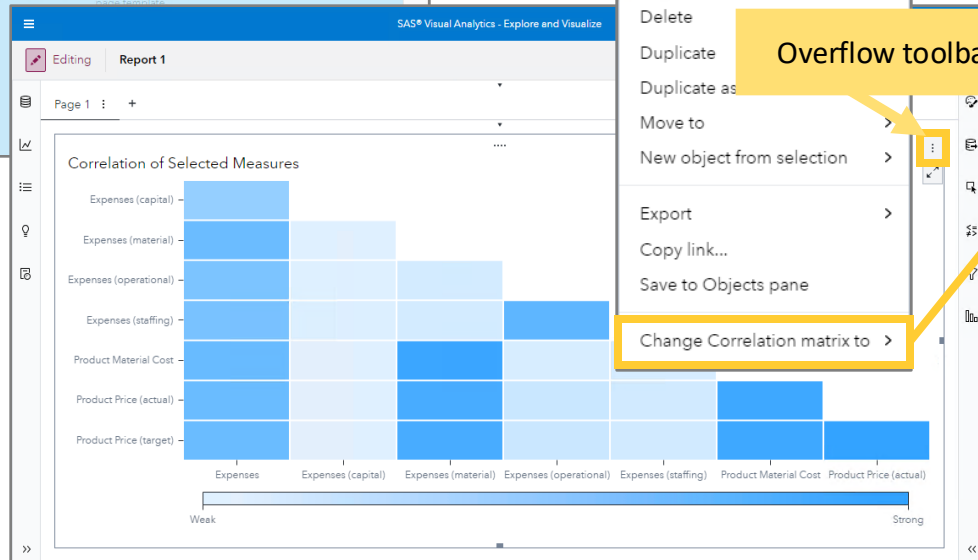 page template
SAS® Visual Analytics - Explore and Visualize
Editing
Report 1
Page 1
Delete
Duplicate
Duplicate as
Move to
New object from selection
Export
Copy link...
Save to Objects pane
Change Correlation matrix to
Overflow toolba
Correlation of Selected Measures
Expenses (capital)
Expenses (material)
Expenses (operational)
Expenses (staffing)
Product Material Cost
Product Price (actual)
Product Price (target)
Expenses Expenses (capital) Expenses (material) Expenses (operational) Expenses (staffing) Product Material Cost Product Price (actual)
Weak Strong